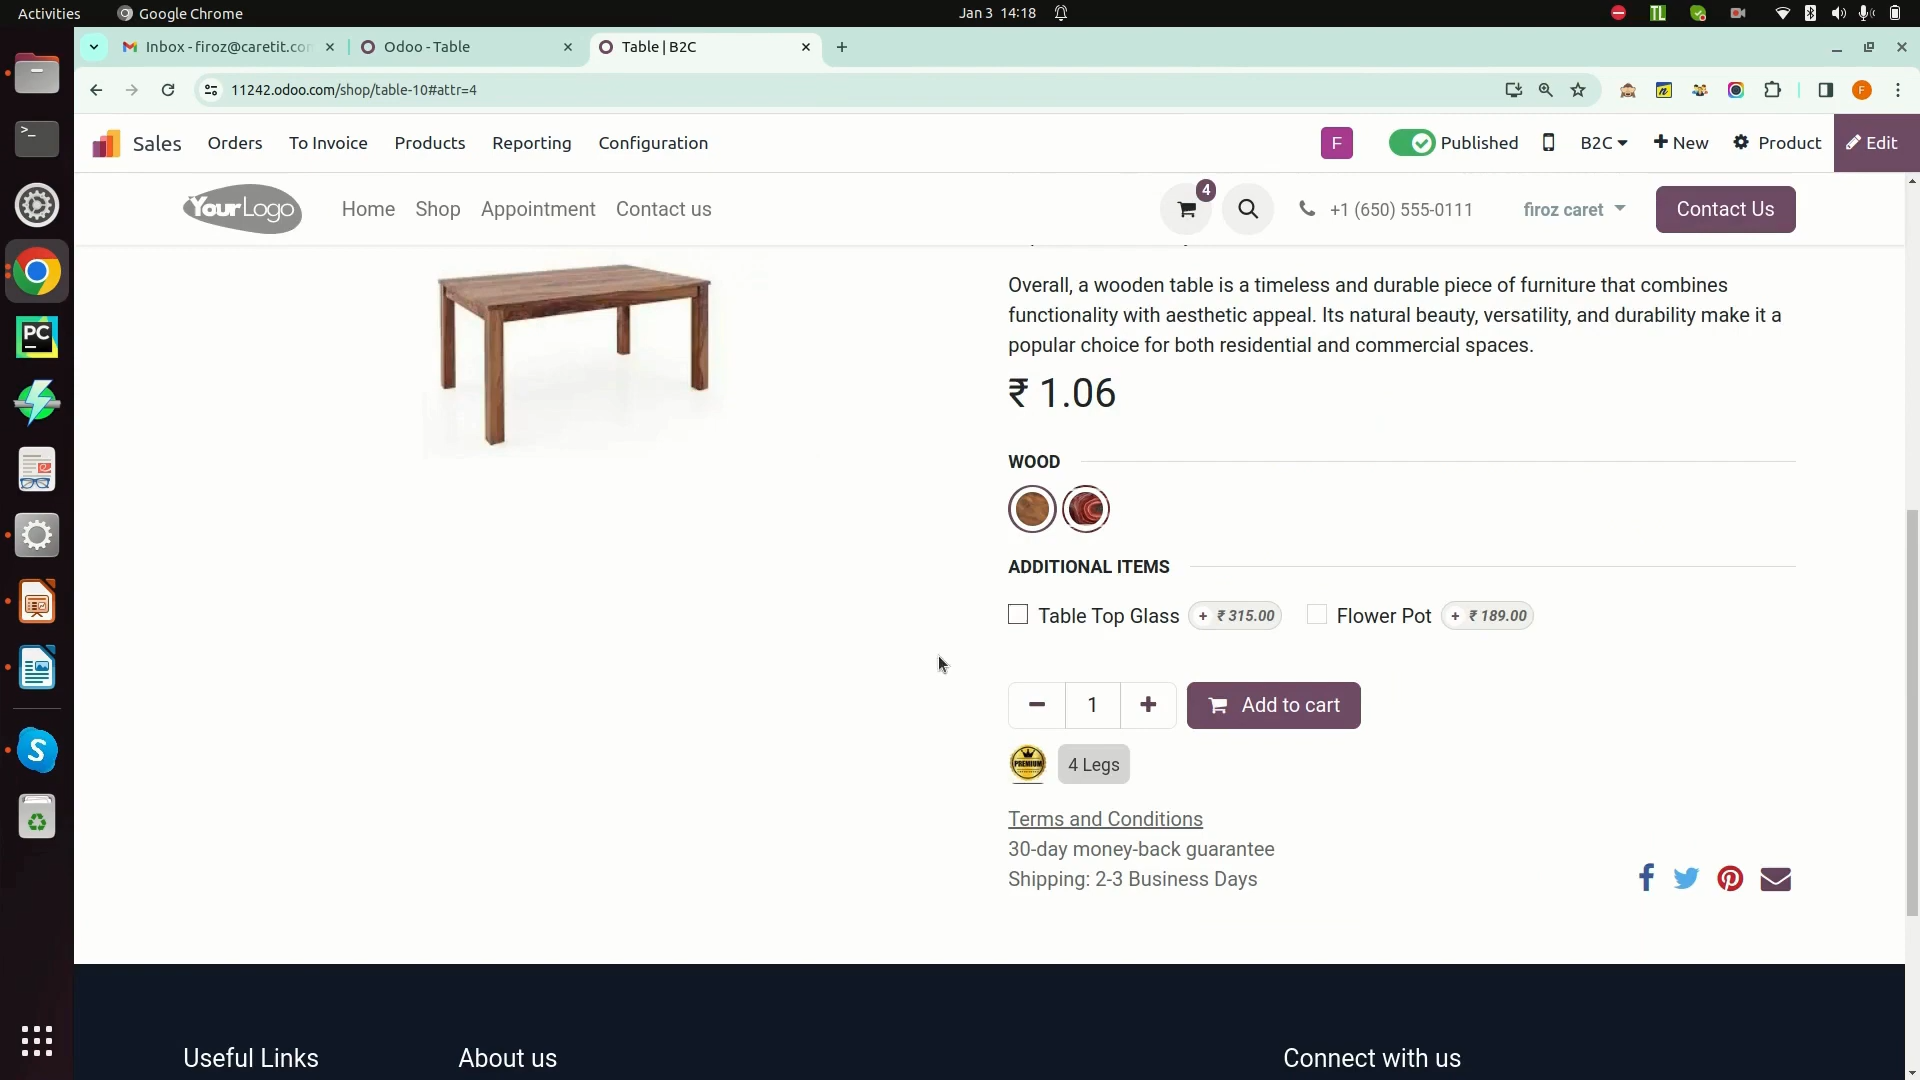 Activities
Google Chrome
Jan 3 14:18
TL
Inbox - firoz@caretit.co
Odoo - Table
Table | B2C
11242.odoo.com/shop/table-10#attr=4
F
Sales
Orders
To Invoice
Products
Reporting
Configuration
F
Published
B2C
New
Product
Edit
YourLogo
Home
Shop
Appointment
Contact us
4
+1 (650) 555-0111
firoz caret
Contact Us
PC
Overall, a wooden table is a timeless and durable piece of furniture that combines
functionality with aesthetic appeal. Its natural beauty, versatility, and durability make it a
popular choice for both residential and commercial spaces.
₹ 1.06
WOOD
ADDITIONAL ITEMS
Table Top Glass + ₹ 315.00 Flower Pot + ₹ 189.00
1
Add to cart
PREMIUM
4 Legs
Terms and Conditions
30-day money-back guarantee
Shipping: 2-3 Business Days
Useful Links
About us
Connect with us